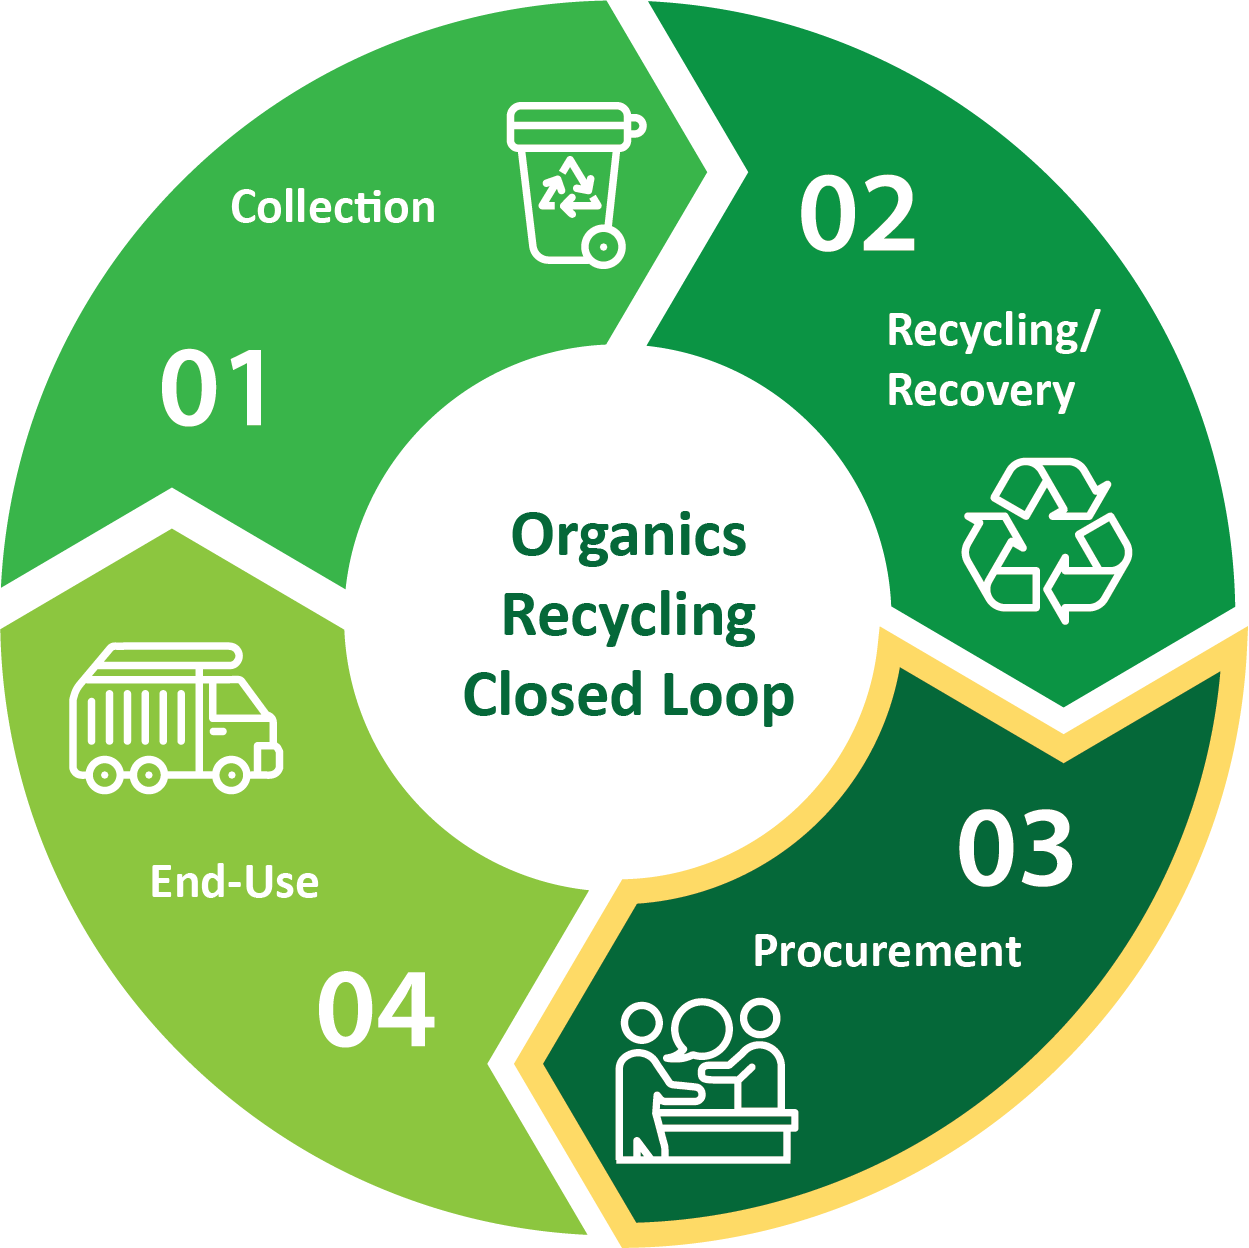 Organics
Recycling
Closed Loop
01
Collection
02
Recycling/
Recovery
03
Procurement
04
End-Use